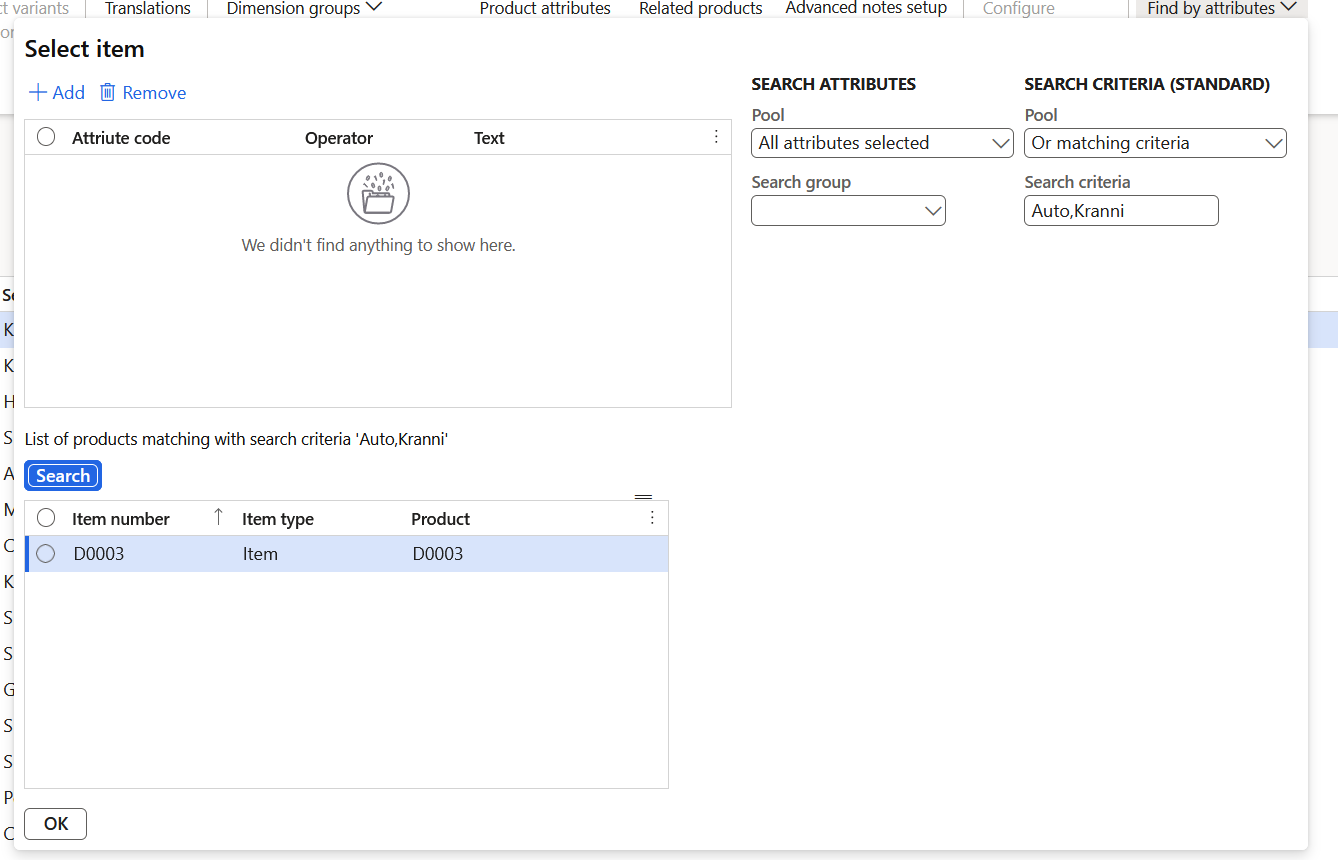 t variants Translations Dimension groups Product attributes Related products Advanced notes setup Configure Find by attributes
or
Select item
Add Remove
SEARCH ATTRIBUTES SEARCH CRITERIA (STANDARD)
Pool Pool
Attriute code Operator Text
All attributes selected Or matching criteria
Search group Search criteria
Auto,Kranni
We didn't find anything to show here.
S
K
K
H
S
List of products matching with search criteria 'Auto,Kranni'
A
Search
M
Item number Item type Product
C
D0003 Item D0003
K
S
S
G
S
S
P
OK
C